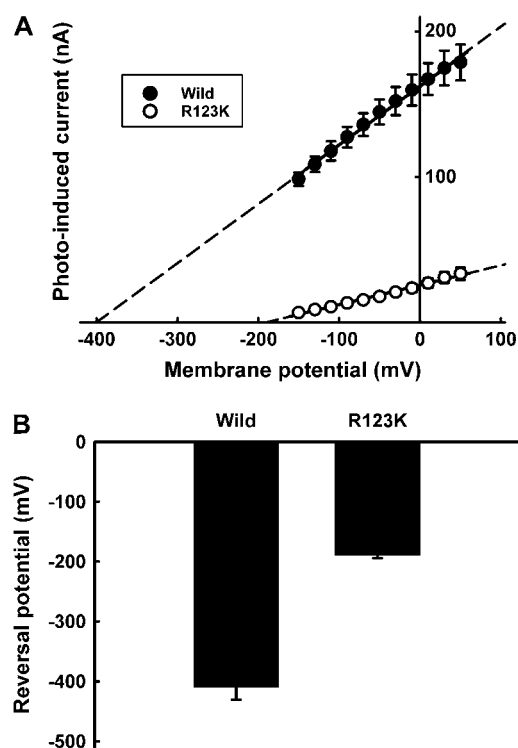 A
Photo-induced current (nA)
200
100
Wild
R123K
-400 -300 -200 -100 0 100
Membrane potential (mV)
B
Wild R123K
Reversal potential (mV)
0
-100
-200
-300
-400
-500